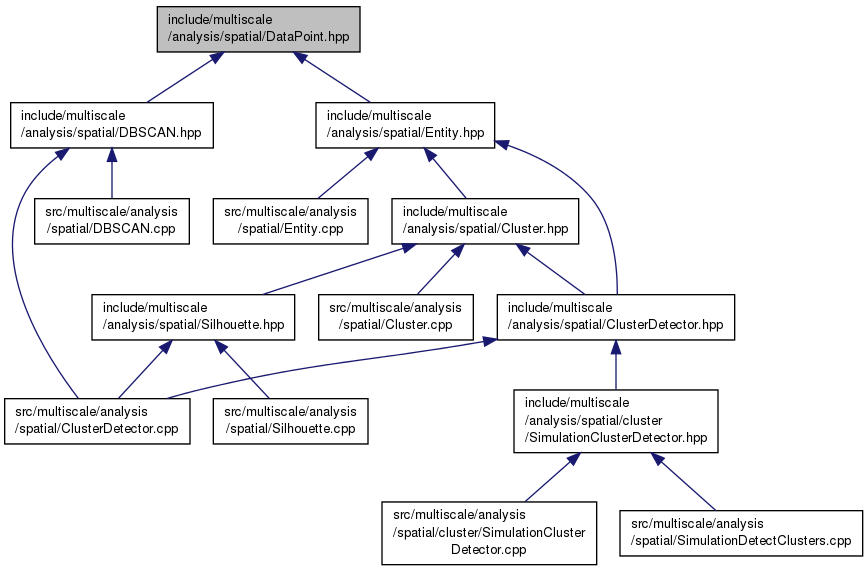 include/multiscale
/analysis/spatial/DataPoint.hpp
include/multiscale
/analysis/spatial/DBSCAN.hpp
include/multiscale
/analysis/spatial/Entity.hpp
src/multiscale/analysis
/spatial/DBSCAN.cpp
src/multiscale/analysis
/spatial/Entity.cpp
include/multiscale
/analysis/spatial/Cluster.hpp
include/multiscale
/analysis/spatial/Silhouette.hpp
src/multiscale/analysis
/spatial/Cluster.cpp
include/multiscale
/analysis/spatial/ClusterDetector.hpp
src/multiscale/analysis
/spatial/ClusterDetector.cpp
src/multiscale/analysis
/spatial/Silhouette.cpp
include/multiscale
/analysis/spatial/cluster
/SimulationClusterDetector.hpp
src/multiscale/analysis
/spatial/cluster/SimulationCluster
Detector.cpp
src/multiscale/analysis
/spatial/SimulationDetectClusters.cpp